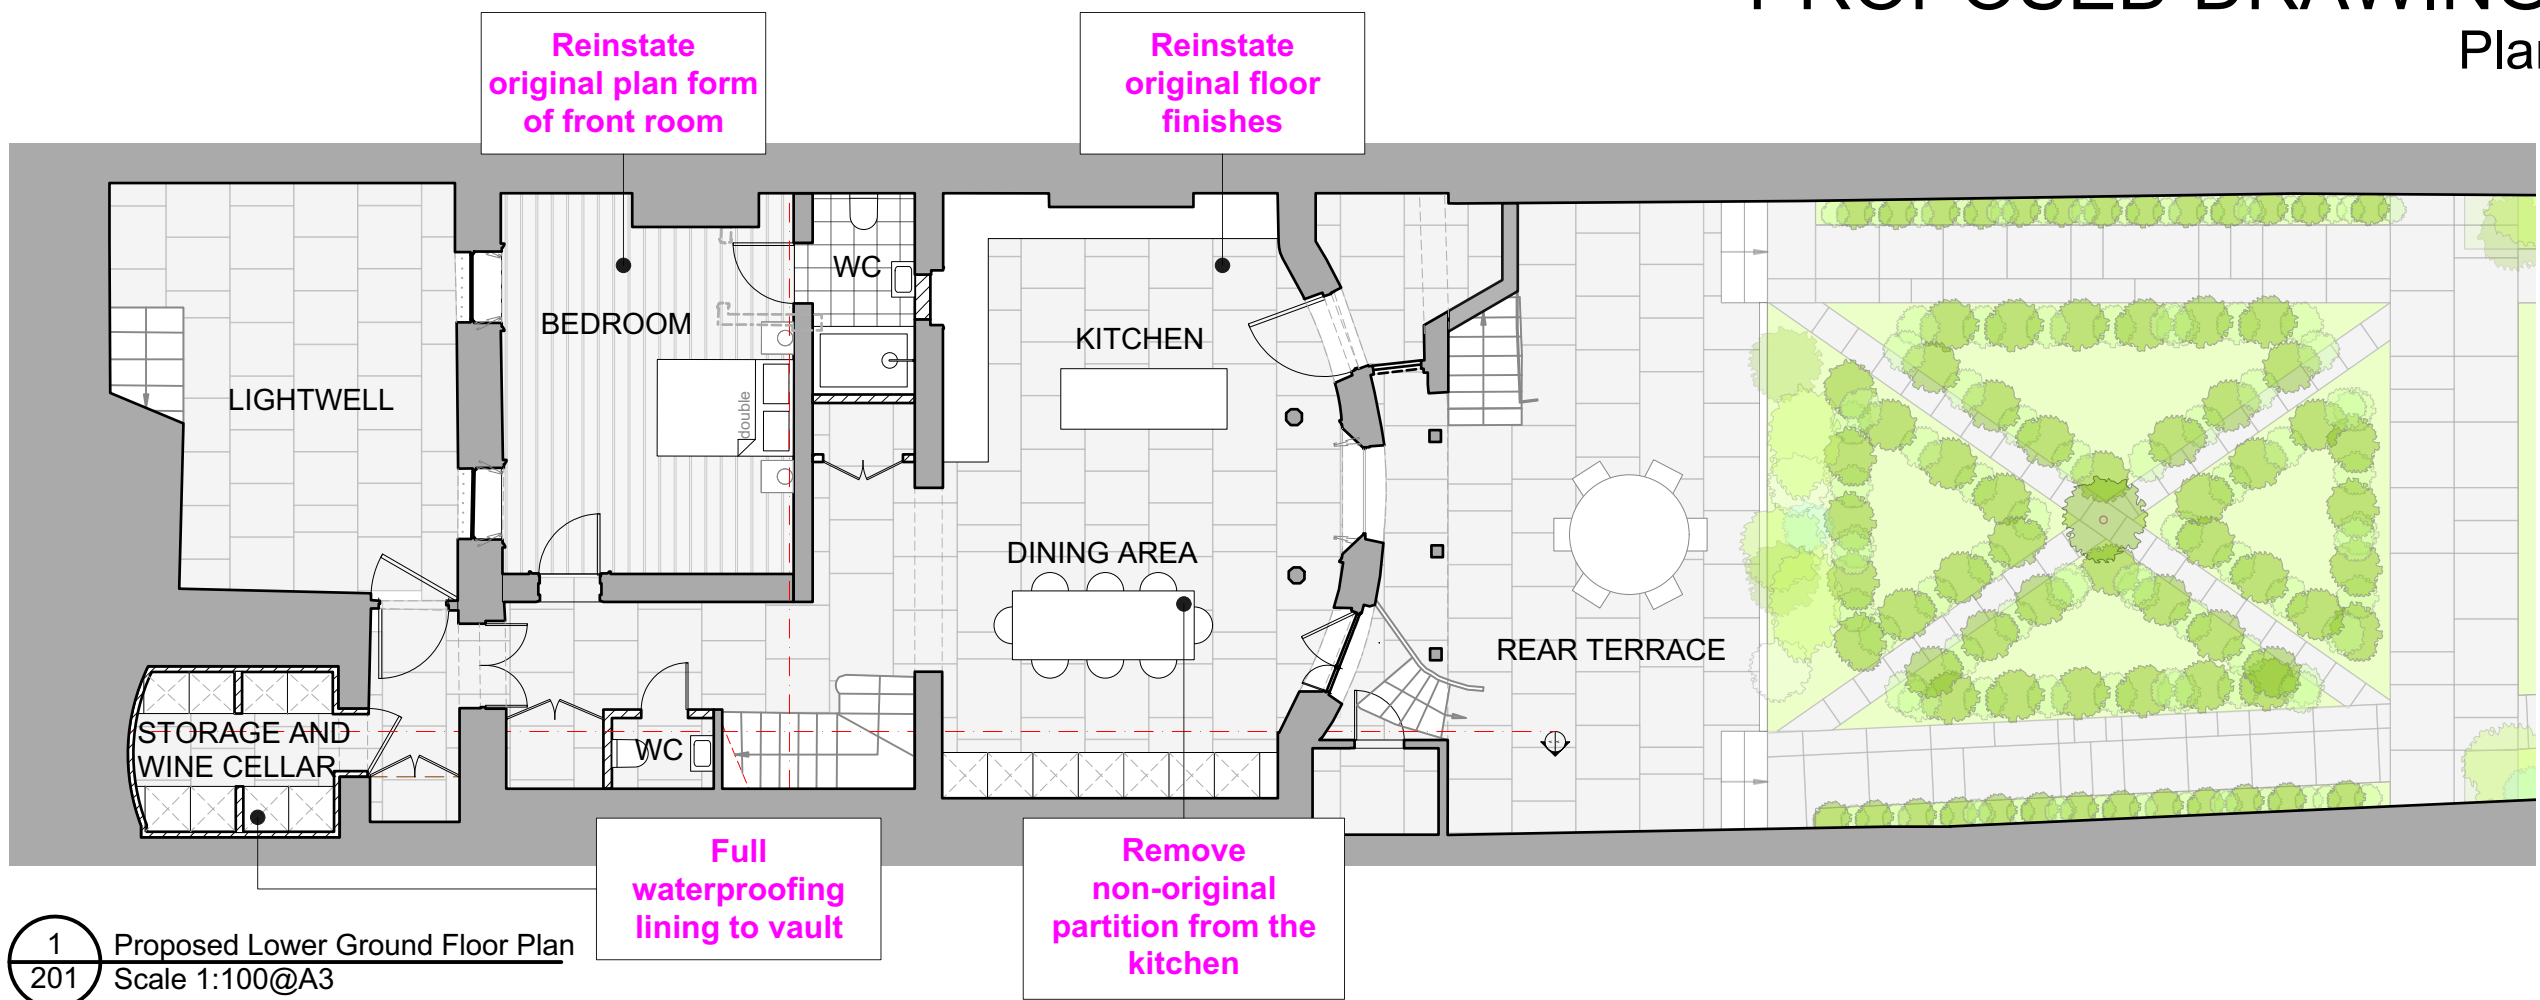 PROPOSED DRAWING
Plan
Reinstate
original plan form
of front room
Reinstate
original floor
finishes
WC
BEDROOM
KITCHEN
LIGHTWELL
double
DINING AREA
REAR TERRACE
STORAGE AND
WINE CELLAR
WC
Full
waterproofing
lining to vault
Remove
non-original
partition from the
kitchen
1
201
Proposed Lower Ground Floor Plan
Scale 1:100@A3